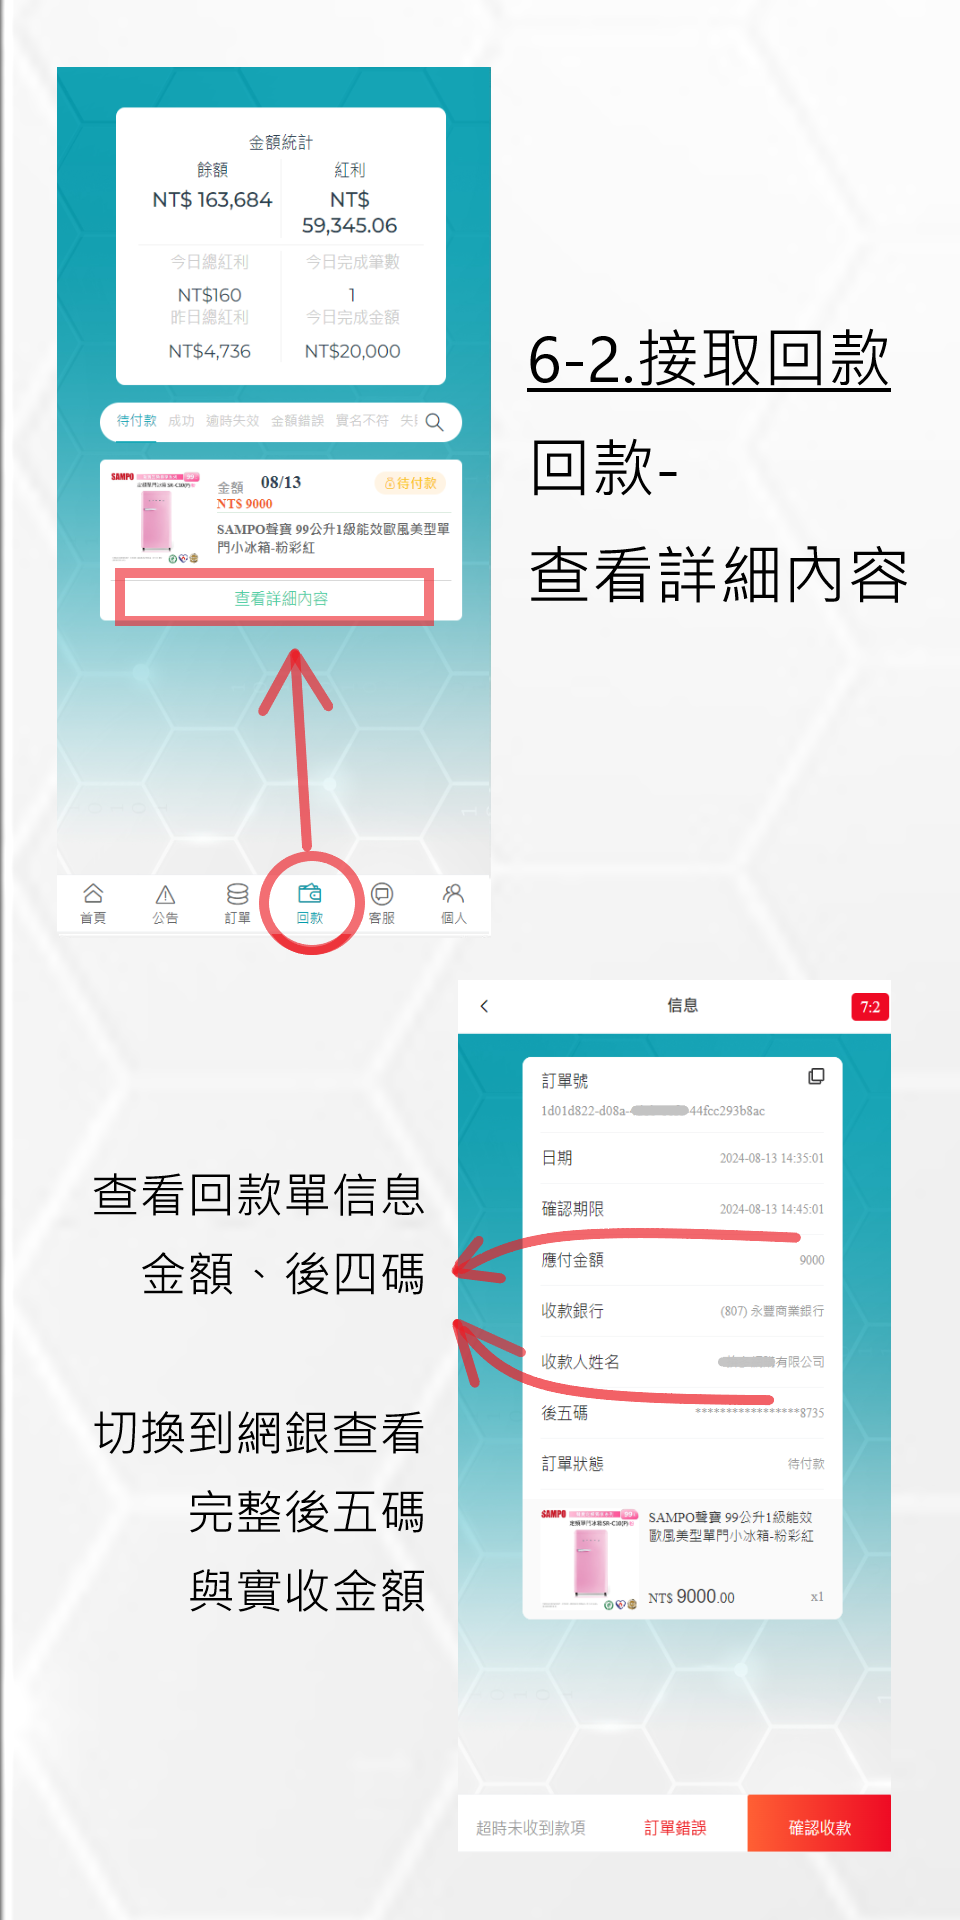 金額統計
餘額
紅利
NT$ 163,684
NT$
59,345.06
今日總紅利
今日完成筆數
NT$160
1
昨日總紅利
今日完成金額
NT$4,736
NT$20,000
待付款 成功 逾時失效 金額錯誤 實名不符
SAMPO
金額 08/13
待付款
NT$ 9000
SAMPO聲寶 99公升1級能效歐風美型單
門小冰箱-粉彩紅
查看詳細內容
首頁 公告 訂單 回款 客服 個人
6-2.接取回款
回款-
查看詳細內容
信息
7:2
訂單號
1d01d822-d08a-
44fcc293b8ac
日期 2024-08-13 14:35:01
確認期限 2024-08-13 14:45:01
應付金額 9000
收款銀行 (807) 永豐商業銀行
收款人姓名 有限公司
後五碼 *****************8735
訂單狀態 待付款
SAMPO
SAMPO聲寶 99公升1級能效
歐風美型單門小冰箱-粉彩紅
NT$ 9000.00 x1
超時未收到款項 訂單錯誤 確認收款
查看回款單信息
金額、後四碼
切換到網銀查看
完整後五碼
與實收金額